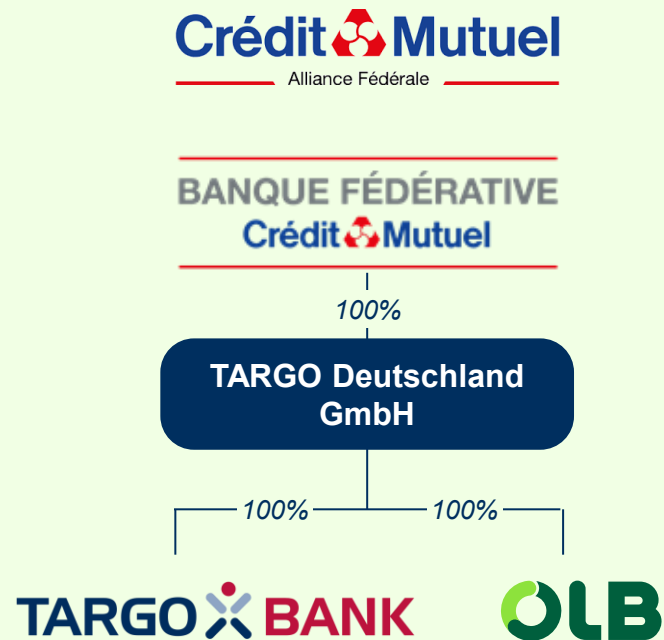 Crédit Mutuel
Alliance Fédérale
BANQUE FÉDÉRATIVE
Crédit Mutuel
100%
TARGO Deutschland
GmbH
100% 100%
TARGO BANK OLB